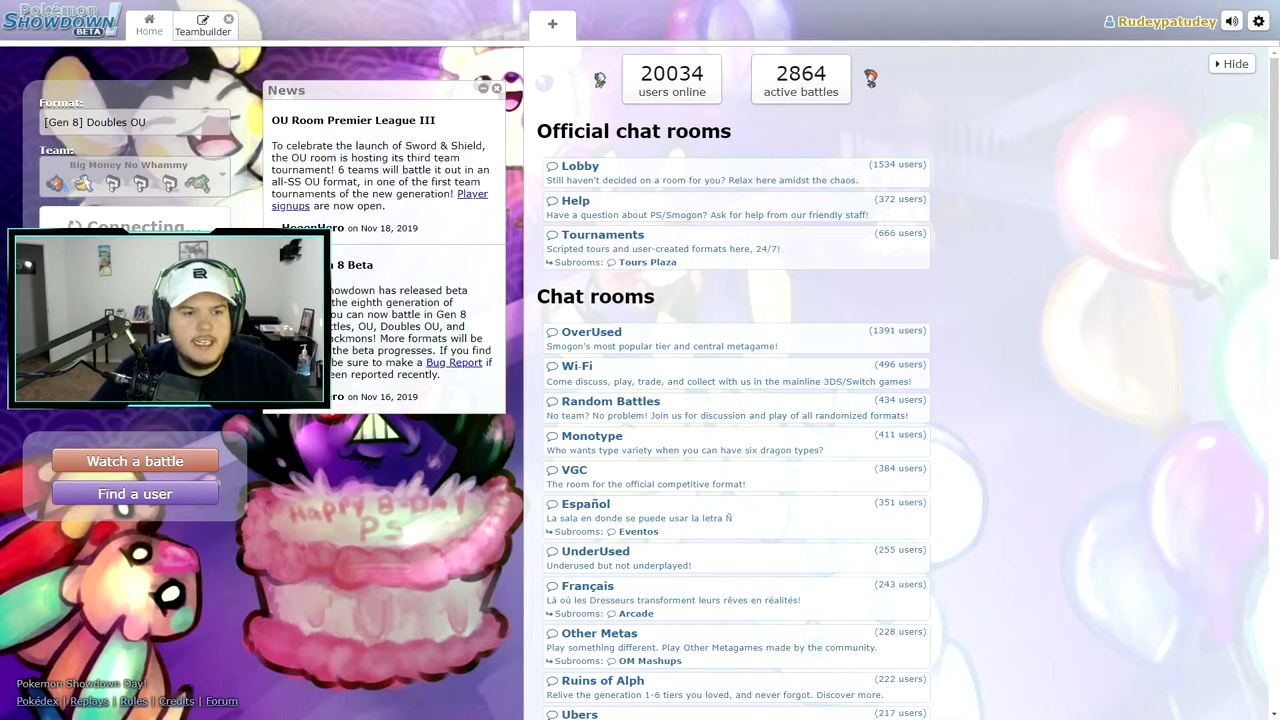 Pokémon
SHOWDOWN!
BETA
Home
Teambuilder
+
Rudeypatudey
Format:
[Gen 8] Doubles OU
Team:
Big Money No Whammy
Connecting...
News
OU Room Premier League III
To celebrate the launch of Sword & Shield,
the OU room is hosting its third team
tournament! 6 teams will battle it out in an
all-SS OU format, in one of the first team
tournaments of the new generation! Player
signups are now open.
on Nov 18, 2019
8 Beta
howdown has released beta
the eighth generation of
ou can now battle in Gen 8
ttles, OU, Doubles OU, and
ckmons! More formats will be
the beta progresses. If you find
be sure to make a Bug Report if
een reported recently.
ro on Nov 16, 2019
Watch a battle
Find a user
Happy B-Day
PS
Pokemon Showdown Day!
Pokédex | Replays | Rules | Credits | Forum
20034
users online
2864
active battles
Hide
Official chat rooms
Lobby (1534 users)
Still haven't decided on a room for you? Relax here amidst the chaos.
Help (372 users)
Have a question about PS/Smogon? Ask for help from our friendly staff!
Tournaments (666 users)
Scripted tours and user-created formats here, 24/7!
Subrooms: Tours Plaza
Chat rooms
OverUsed (1391 users)
Smogon's most popular tier and central metagame!
Wi-Fi (496 users)
Come discuss, play, trade, and collect with us in the mainline 3DS/Switch games!
Random Battles (434 users)
No team? No problem! Join us for discussion and play of all randomized formats!
Monotype (411 users)
Who wants type variety when you can have six dragon types?
VGC (384 users)
The room for the official competitive format!
Español (351 users)
La sala en donde se puede usar la letra Ñ
Subrooms: Eventos
UnderUsed (255 users)
Underused but not underplayed!
Français (243 users)
Là où les Dresseurs transforment leurs rêves en réalités!
Subrooms: Arcade
Other Metas (228 users)
Play something different. Play Other Metagames made by the community.
Subrooms: OM Mashups
Ruins of Alph (222 users)
Relive the generation 1-6 tiers you loved, and never forgot. Discover more.
Ubers (217 users)